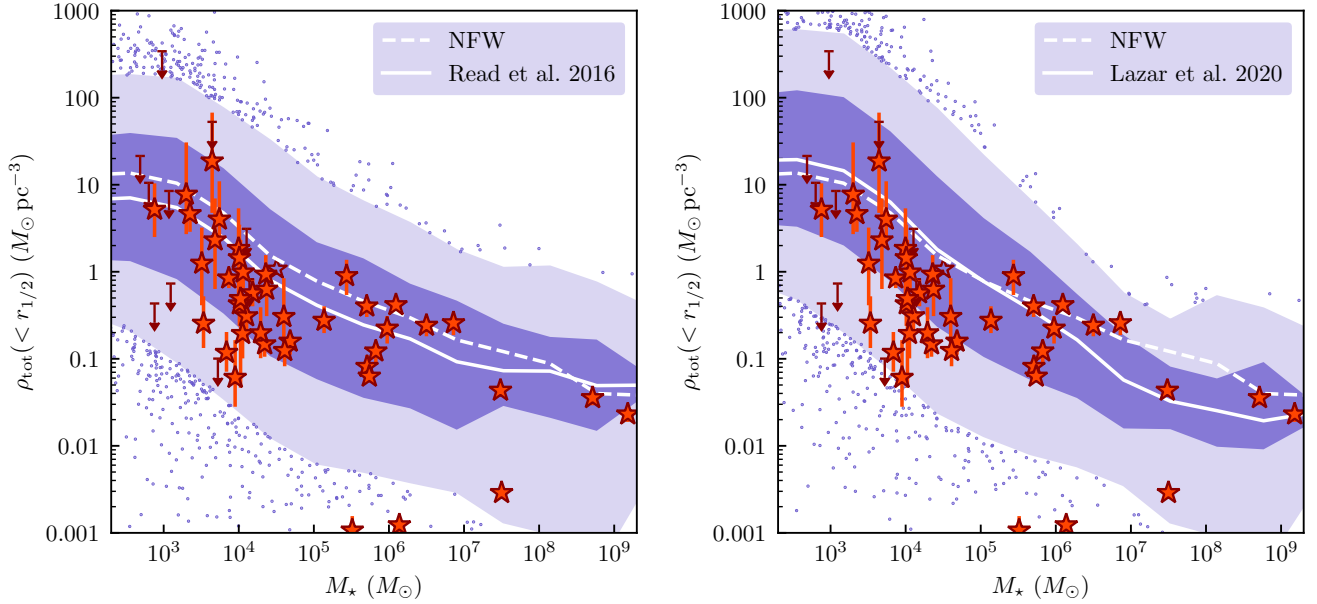 1000
100
10
1
0.1
0.01
0.001
ρtot(< r1/2) (M⊙ pc−3)
NFW
Read et al. 2016
10³ 10⁴ 10⁵ 10⁶ 10⁷ 10⁸ 10⁹
M⋆ (M⊙)
1000
100
10
1
0.1
0.01
0.001
ρtot(< r1/2) (M⊙ pc−3)
NFW
Lazar et al. 2020
10³ 10⁴ 10⁵ 10⁶ 10⁷ 10⁸ 10⁹
M⋆ (M⊙)